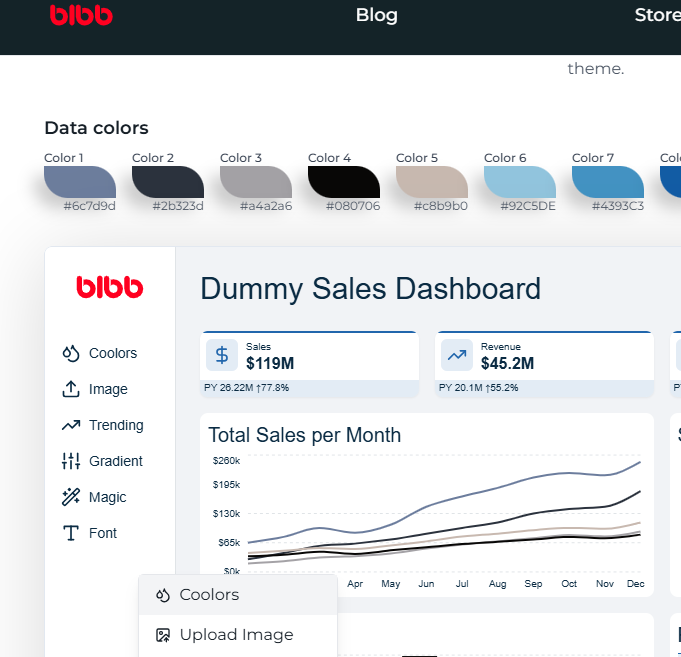 bibb
Blog
Store
theme.
Data colors
Color 1 Color 2 Color 3 Color 4 Color 5 Color 6 Color 7
#6c7d9d #2b323d #a4a2a6 #080706 #c8b9b0 #92C5DE #4393C3
bibb
Dummy Sales Dashboard
Coolors
Image
Trending
Gradient
Magic
Font
Sales
$119M
PY 26.22M ↑77.8%
Revenue
$45.2M
PY 20.1M ↑55.2%
Total Sales per Month
$260k
$195k
$130k
$65k
$0k
Apr May Jun Jul Aug Sep Oct Nov Dec
Coolors
Upload Image